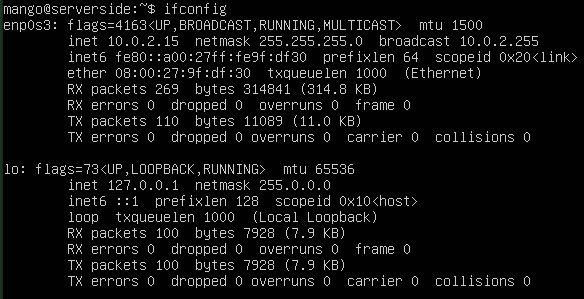 mango@serverside:~$ ifconfig
enp0s3: flags=4163<UP,BROADCAST,RUNNING,MULTICAST>  mtu 1500
        inet 10.0.2.15  netmask 255.255.255.0  broadcast 10.0.2.255
        inet6 fe80::a00:27ff:fe9f:df30  prefixlen 64  scopeid 0x20<link>
        ether 08:00:27:9f:df:30  txqueuelen 1000  (Ethernet)
        RX packets 269  bytes 314841 (314.8 KB)
        RX errors 0  dropped 0  overruns 0  frame 0
        TX packets 110  bytes 11089 (11.0 KB)
        TX errors 0  dropped 0 overruns 0  carrier 0  collisions 0
lo: flags=73<UP,LOOPBACK,RUNNING>  mtu 65536
        inet 127.0.0.1  netmask 255.0.0.0
        inet6 ::1  prefixlen 128  scopeid 0x10<host>
        loop  txqueuelen 1000  (Local Loopback)
        RX packets 100  bytes 7928 (7.9 KB)
        RX errors 0  dropped 0  overruns 0  frame 0
        TX packets 100  bytes 7928 (7.9 KB)
        TX errors 0  dropped 0 overruns 0  carrier 0  collisions 0